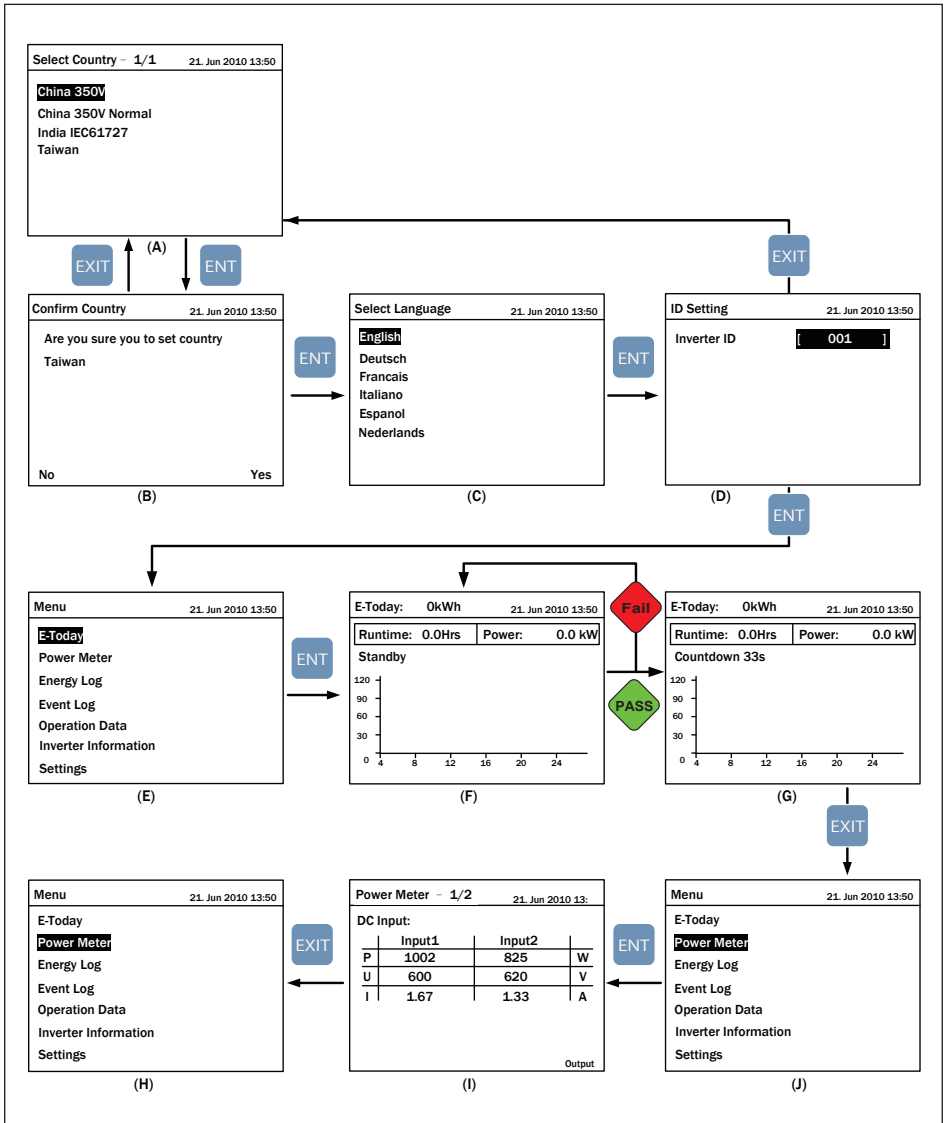 Select Country – 1/1 21. Jun 2010 13:50
China 350V
China 350V Normal
India IEC61727
Taiwan
(A)
EXIT
ENT
EXIT
Confirm Country 21. Jun 2010 13:50
Are you sure you to set country
Taiwan
No Yes
(B)
ENT
Select Language 21. Jun 2010 13:50
English
Deutsch
Francais
Italiano
Espanol
Nederlands
(C)
ENT
ID Setting 21. Jun 2010 13:50
Inverter ID [ 001 ]
(D)
ENT
Menu 21. Jun 2010 13:50
E-Today
Power Meter
Energy Log
Event Log
Operation Data
Inverter Information
Settings
(E)
ENT
E-Today: 0kWh 21. Jun 2010 13:50
Runtime: 0.0Hrs Power: 0.0 kW
Standby
120
90
60
30
0 4 8 12 16 20 24
(F)
Fail
PASS
E-Today: 0kWh 21. Jun 2010 13:50
Runtime: 0.0Hrs Power: 0.0 kW
Countdown 33s
120
90
60
30
0 4 8 12 16 20 24
(G)
EXIT
Menu 21. Jun 2010 13:50
E-Today
Power Meter
Energy Log
Event Log
Operation Data
Inverter Information
Settings
(H)
EXIT
Power Meter – 1/2 21. Jun 2010 13:
DC Input:
Input1 Input2
P 1002 825 W
U 600 620 V
I 1.67 1.33 A
Output
(I)
ENT
Menu 21. Jun 2010 13:50
E-Today
Power Meter
Energy Log
Event Log
Operation Data
Inverter Information
Settings
(J)